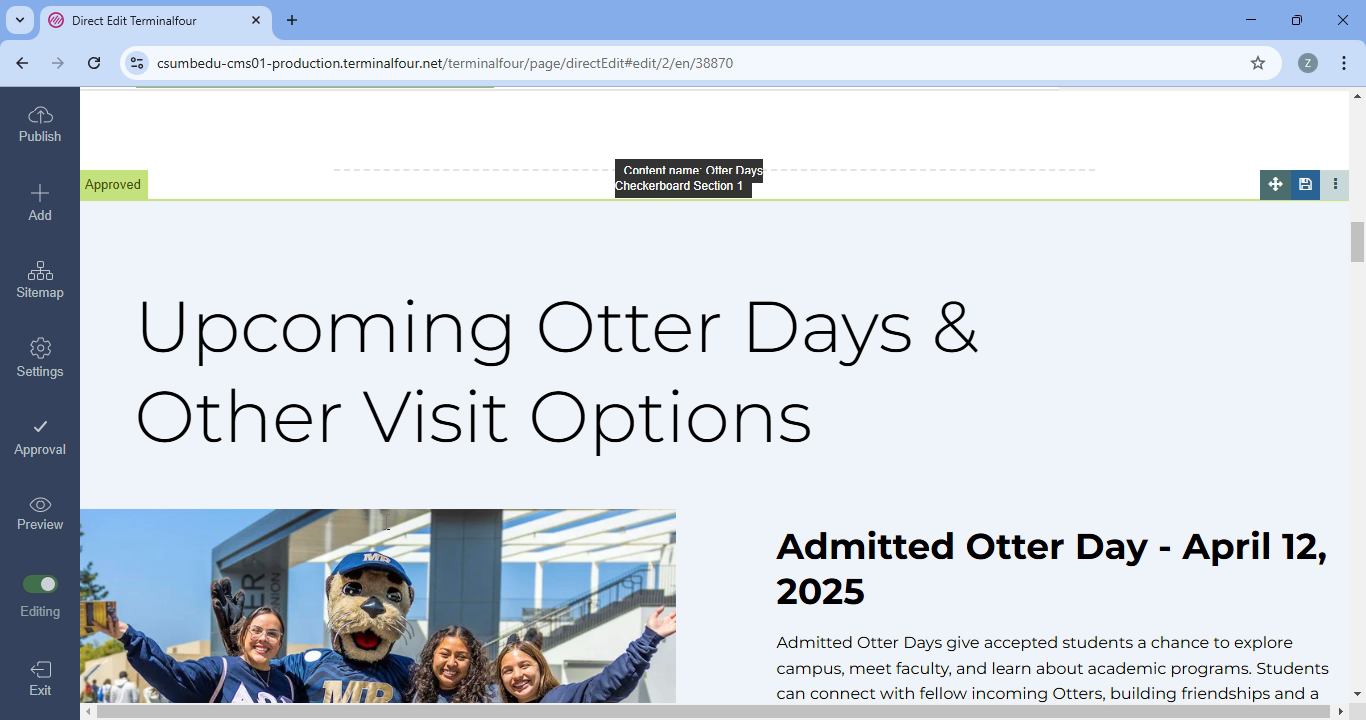 Direct Edit Terminalfour
csumbedu-cms01-production.terminalfour.net/terminalfour/page/directEdit#edit/2/en/38870
Z
Publish
Add
Sitemap
Settings
Approval
Preview
Editing
Exit
Content name: Otter Days
Checkerboard Section 1
Approved
Upcoming Otter Days &
Other Visit Options
Admitted Otter Day - April 12,
2025
Admitted Otter Days give accepted students a chance to explore
campus, meet faculty, and learn about academic programs. Students
can connect with fellow incoming Otters, building friendships and a